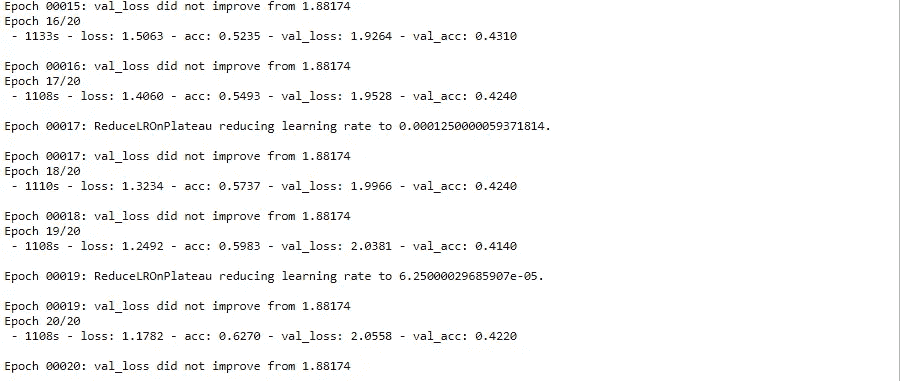 Epoch 00015: val_loss did not improve from 1.88174
Epoch 16/20
- 1133s - loss: 1.5063 - acc: 0.5235 - val_loss: 1.9264 - val_acc: 0.4310
Epoch 00016: val_loss did not improve from 1.88174
Epoch 17/20
- 1108s - loss: 1.4060 - acc: 0.5493 - val_loss: 1.9528 - val_acc: 0.4240
Epoch 00017: ReduceLROnPlateau reducing learning rate to 0.0001250000059371814.
Epoch 00017: val_loss did not improve from 1.88174
Epoch 18/20
- 1110s - loss: 1.3234 - acc: 0.5737 - val_loss: 1.9966 - val_acc: 0.4240
Epoch 00018: val_loss did not improve from 1.88174
Epoch 19/20
- 1108s - loss: 1.2492 - acc: 0.5983 - val_loss: 2.0381 - val_acc: 0.4140
Epoch 00019: ReduceLROnPlateau reducing learning rate to 6.25000029685907e-05.
Epoch 00019: val_loss did not improve from 1.88174
Epoch 20/20
- 1108s - loss: 1.1782 - acc: 0.6270 - val_loss: 2.0558 - val_acc: 0.4220
Epoch 00020: val_loss did not improve from 1.88174